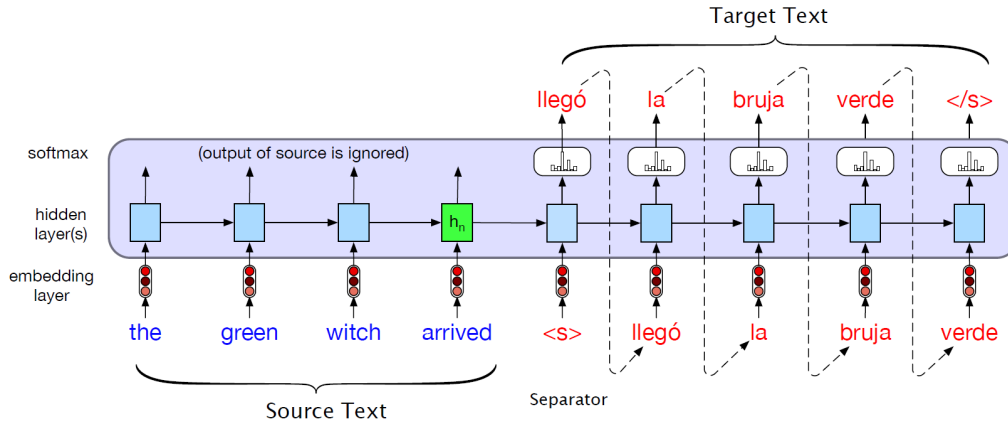 Target Text
llegó la bruja verde </s>
softmax (output of source is ignored)
hidden
layer(s)
hn
embedding
layer
the green witch arrived <s> llegó la bruja verde
Separator
Source Text